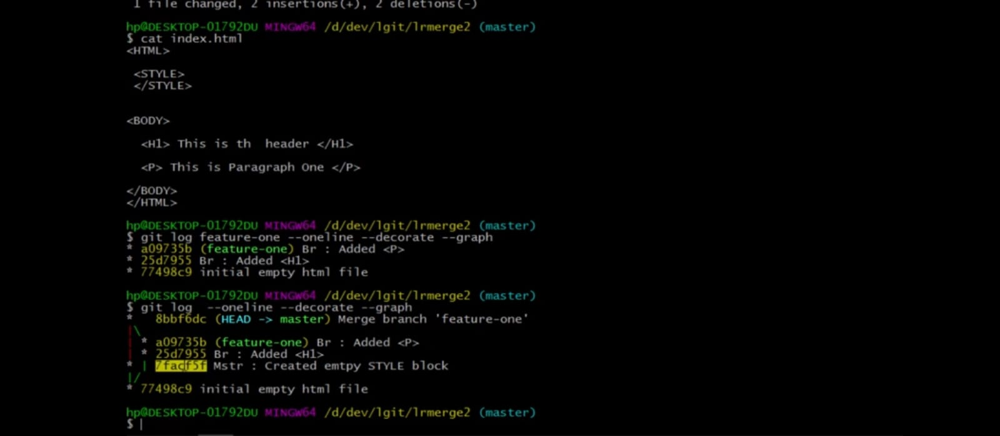 1 file changed, 2 insertions(+), 2 deletions(-)
hp@DESKTOP-01792DU MINGW64 /d/dev/lgit/lrmerge2 (master)
$ cat index.html
<HTML>
<STYLE>
</STYLE>
<BODY>
<H1> This is th  header </H1>
<P> This is Paragraph One </P>
</BODY>
</HTML>
hp@DESKTOP-01792DU MINGW64 /d/dev/lgit/lrmerge2 (master)
$ git log feature-one --oneline --decorate --graph
* a09735b (feature-one) Br : Added <P>
* 25d7955 Br : Added <H1>
* 77498c9 initial empty html file
hp@DESKTOP-01792DU MINGW64 /d/dev/lgit/lrmerge2 (master)
$ git log  --oneline --decorate --graph
*   8bbf6dc (HEAD -> master) Merge branch 'feature-one'
|\
| * a09735b (feature-one) Br : Added <P>
| * 25d7955 Br : Added <H1>
* | 7facf5f Mstr : Created emtpy STYLE block
|/
* 77498c9 initial empty html file
hp@DESKTOP-01792DU MINGW64 /d/dev/lgit/lrmerge2 (master)
$